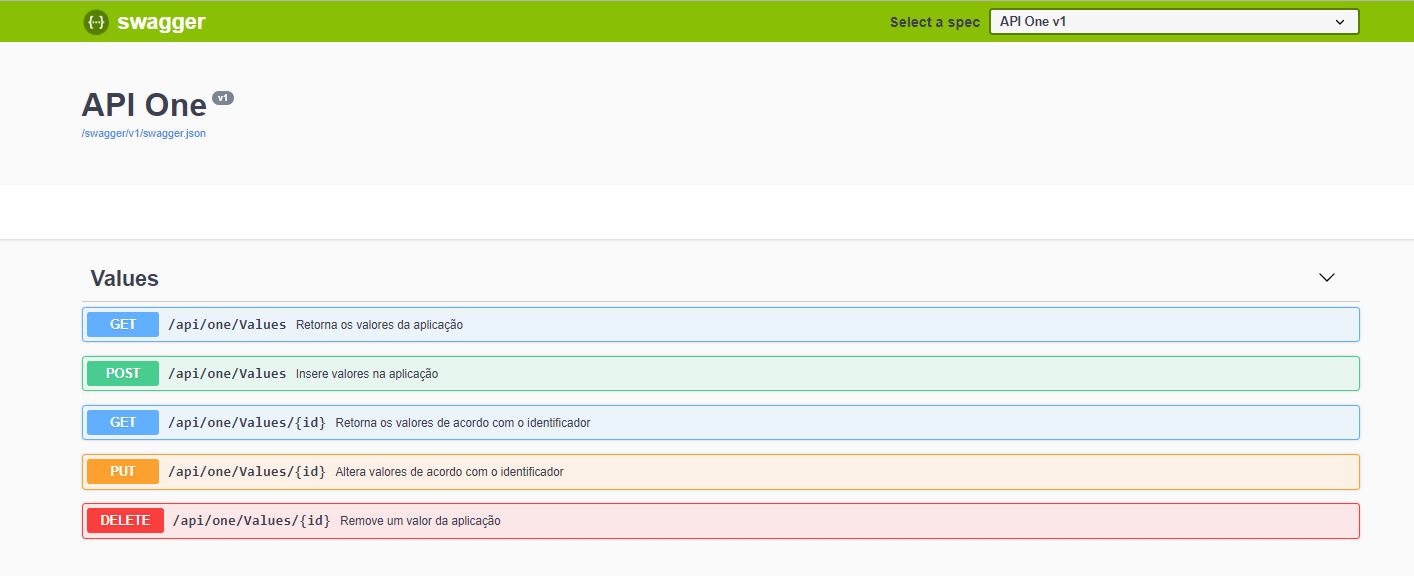 {···} swagger Select a spec API One v1
API One v1
/swagger/v1/swagger.json
Values
GET /api/one/Values Retorna os valores da aplicação
POST /api/one/Values Insere valores na aplicação
GET /api/one/Values/{id} Retorna os valores de acordo com o identificador
PUT /api/one/Values/{id} Altera valores de acordo com o identificador
DELETE /api/one/Values/{id} Remove um valor da aplicação